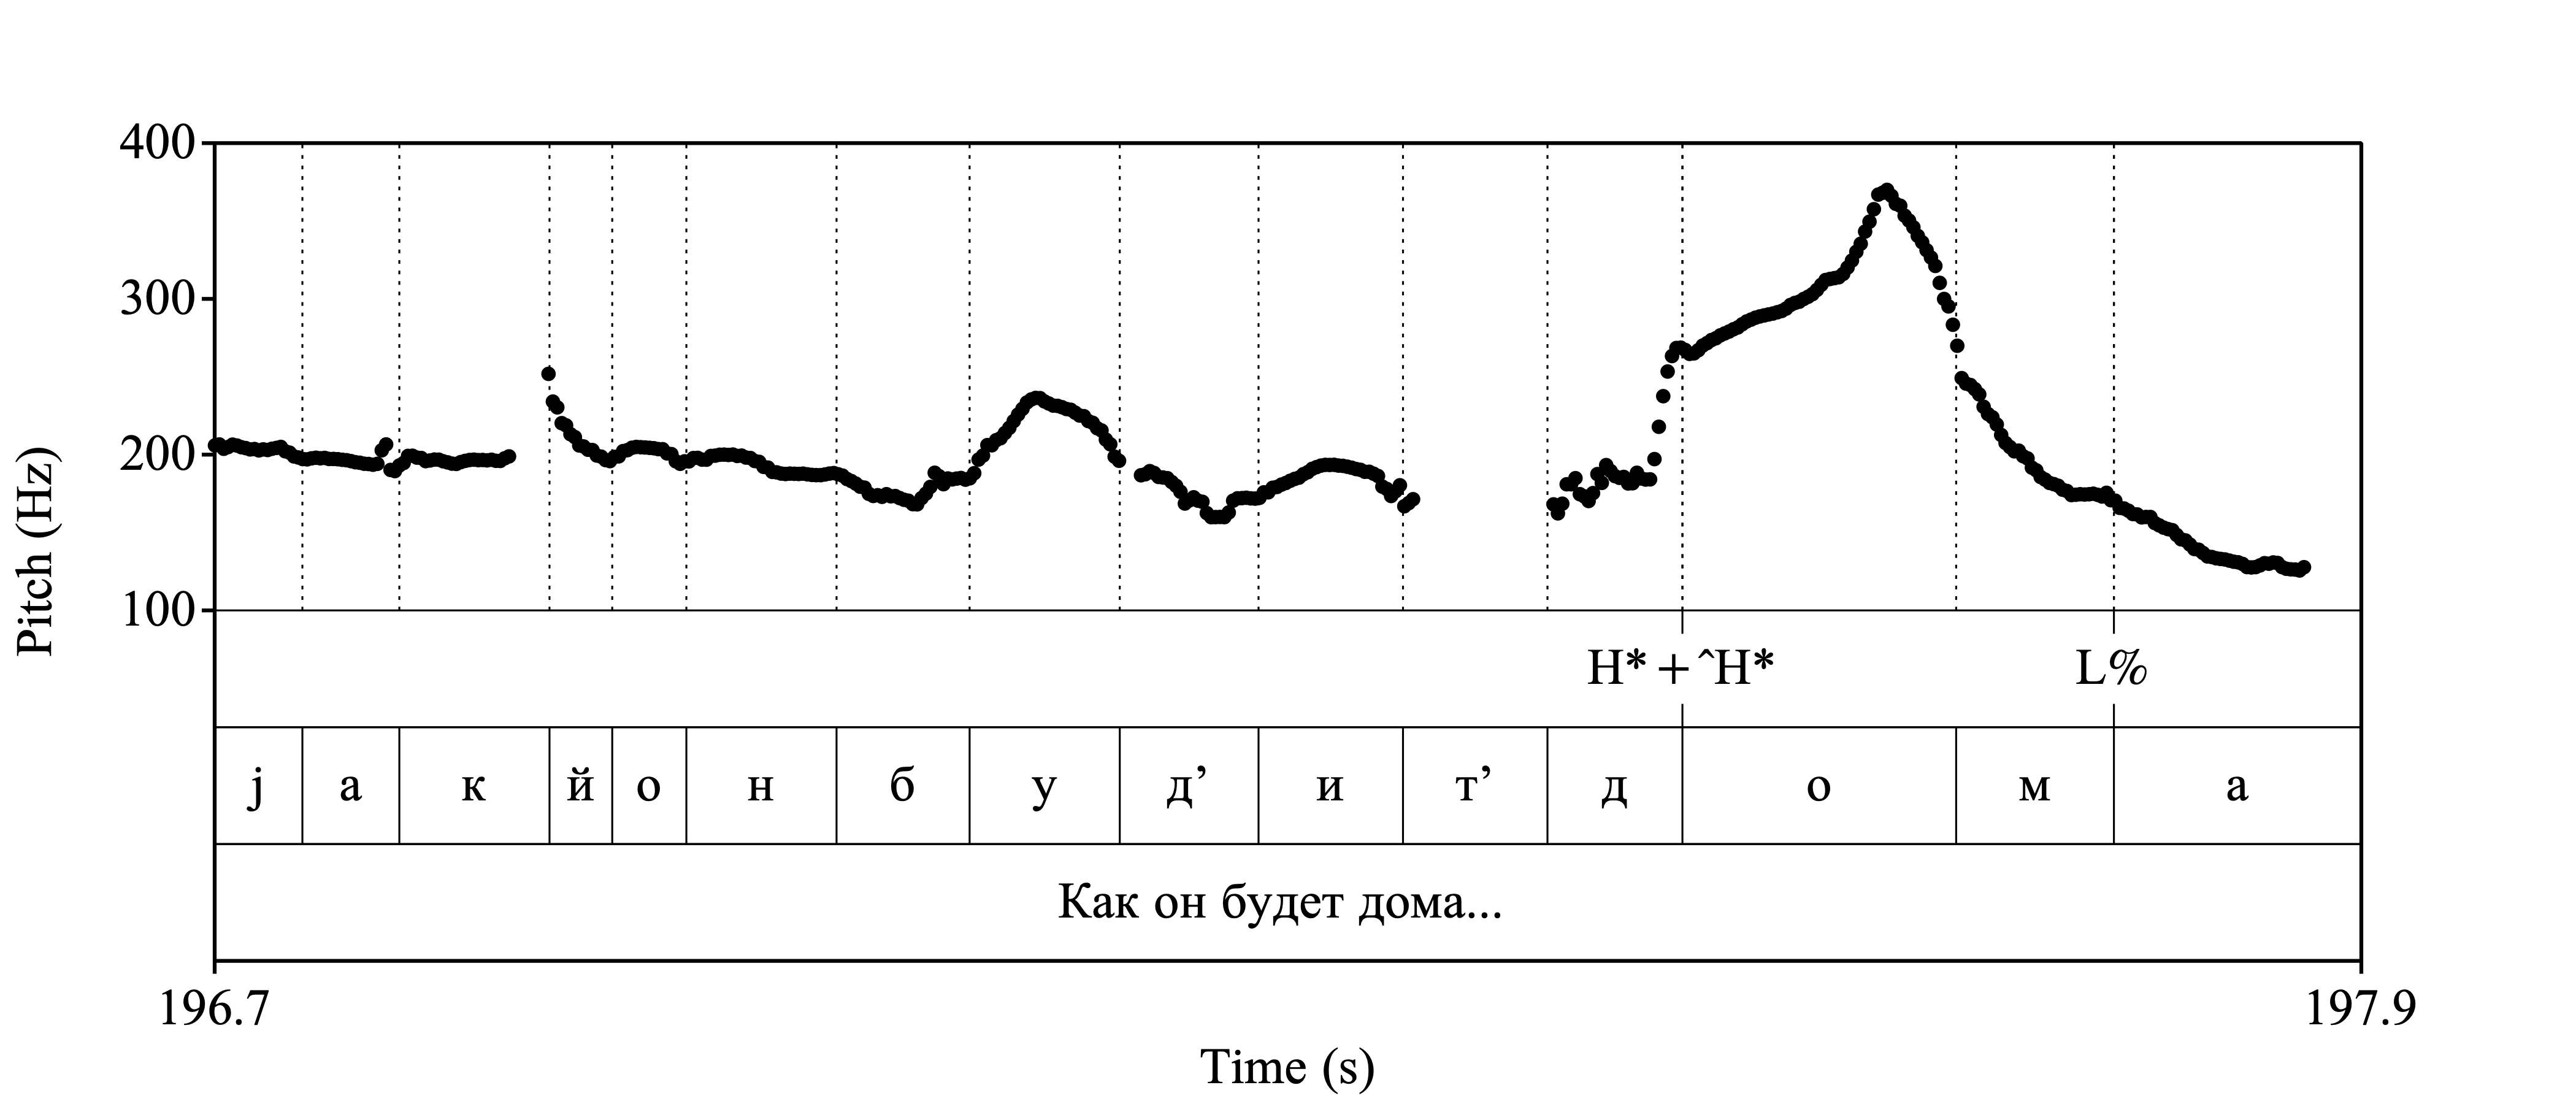 400
300
200
100
Pitch (Hz)
H* + ^H* L%
j а к й о н б у д’ и т’ д о м а
Как он будет дома...
196.7 197.9
Time (s)